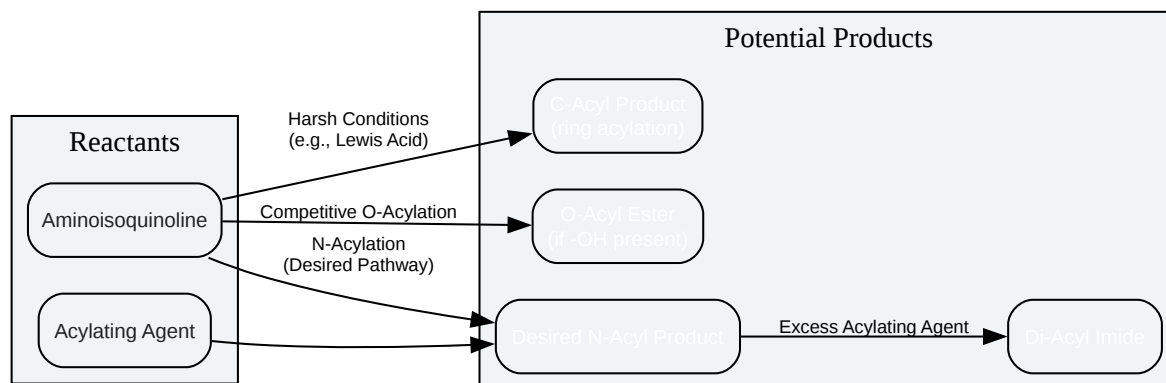 Potential Products
Reactants
C-Acyl Product
(ring acylation)
Harsh Conditions
(e.g., Lewis Acid)
Aminoisoquinoline
Competitive O-Acylation
O-Acyl Ester
(if -OH present)
N-Acylation
(Desired Pathway)
Acylating Agent
Desired N-Acyl Product
Excess Acylating Agent
Di-Acyl Imide